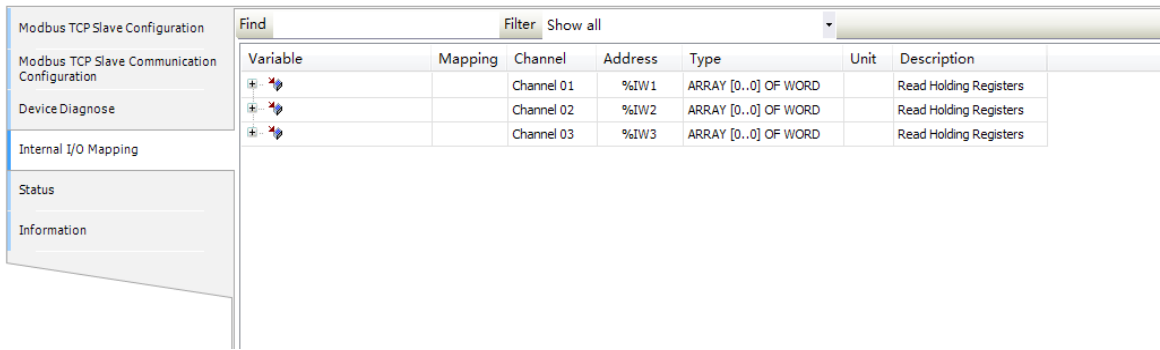 Modbus TCP Slave Configuration
Modbus TCP Slave Communication
Configuration
Device Diagnose
Internal I/O Mapping
Status
Information
Find Filter Show all
Variable Mapping Channel Address Type Unit Description
Channel 01 %IW1 ARRAY [0..0] OF WORD Read Holding Registers
Channel 02 %IW2 ARRAY [0..0] OF WORD Read Holding Registers
Channel 03 %IW3 ARRAY [0..0] OF WORD Read Holding Registers